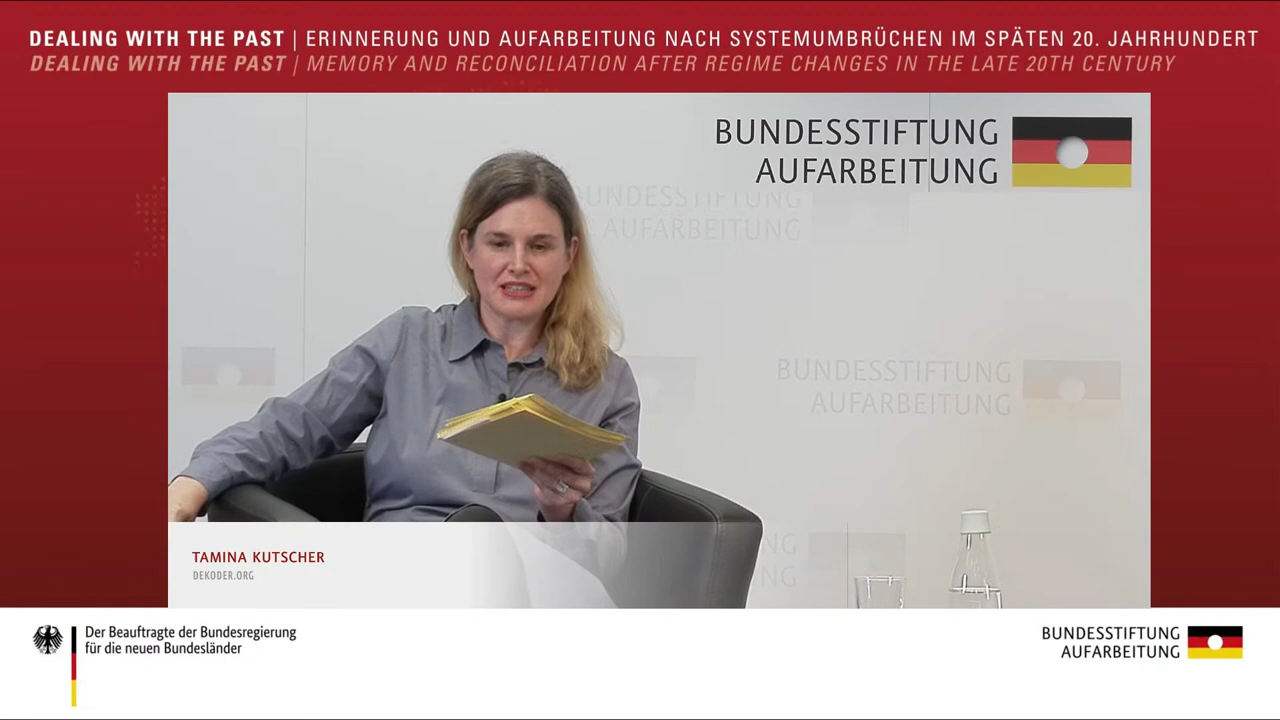 DEALING WITH THE PAST | ERINNERUNG UND AUFARBEITUNG NACH SYSTEMUMBRÜCHEN IM SPÄTEN 20. JAHRHUNDERT
DEALING WITH THE PAST | MEMORY AND RECONCILIATION AFTER REGIME CHANGES IN THE LATE 20TH CENTURY
BUNDESSTIFTUNG
AUFARBEITUNG
BUNDESSTIFTUNG
AUFARBEITUNG
BUNDESSTIFTUNG
AUFARBEITUNG
NG
NG
TAMINA KUTSCHER
DEKODER.ORG
Der Beauftragte der Bundesregierung
für die neuen Bundesländer
BUNDESSTIFTUNG
AUFARBEITUNG